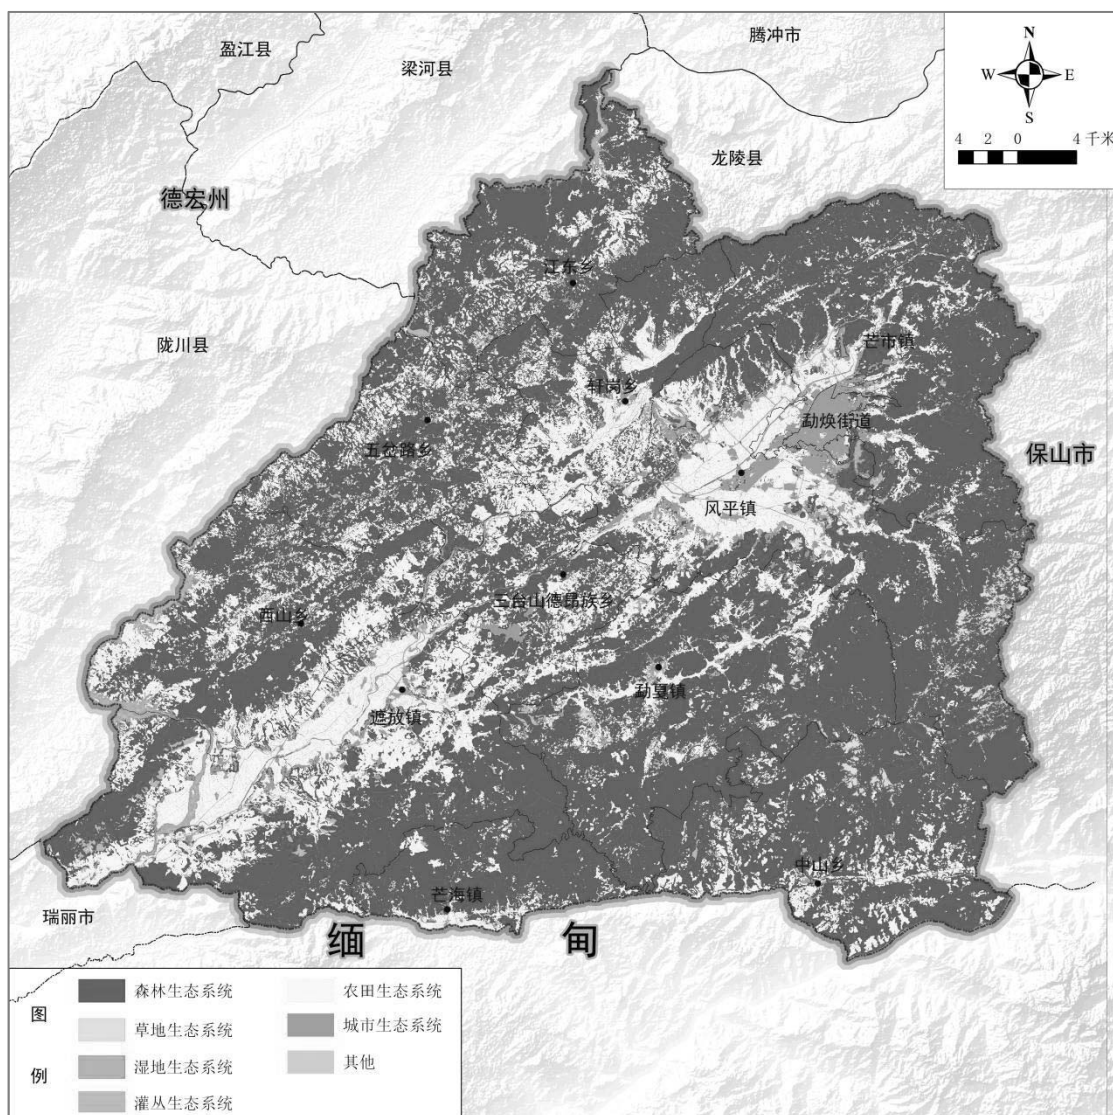 盈江县
腾冲市
梁河县
N
W
E
S
4 2 0 4 千米
龙陵县
德宏州
江东乡
陇川县
芒市镇
轩岗乡
勐焕街道
五岔路乡
保山市
风平镇
三台山德昂族乡
西山乡
勐戛镇
遮放镇
中山乡
芒海镇
瑞丽市
缅 甸
图例
森林生态系统
草地生态系统
湿地生态系统
灌丛生态系统
农田生态系统
城市生态系统
其他